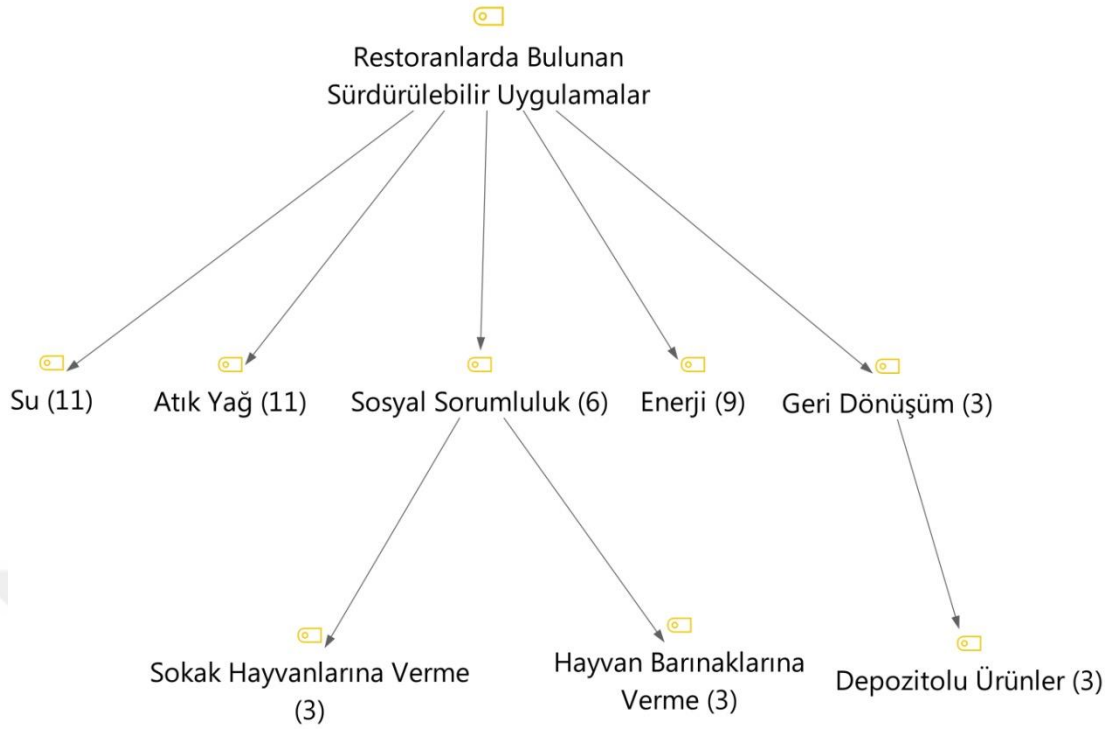 Restoranlarda Bulunan
Sürdürülebilir Uygulamalar
Su (11)
Atık Yağ (11)
Sosyal Sorumluluk (6)
Enerji (9)
Geri Dönüşüm (3)
Sokak Hayvanlarına Verme
(3)
Hayvan Barınaklarına
Verme (3)
Depozitolu Ürünler (3)